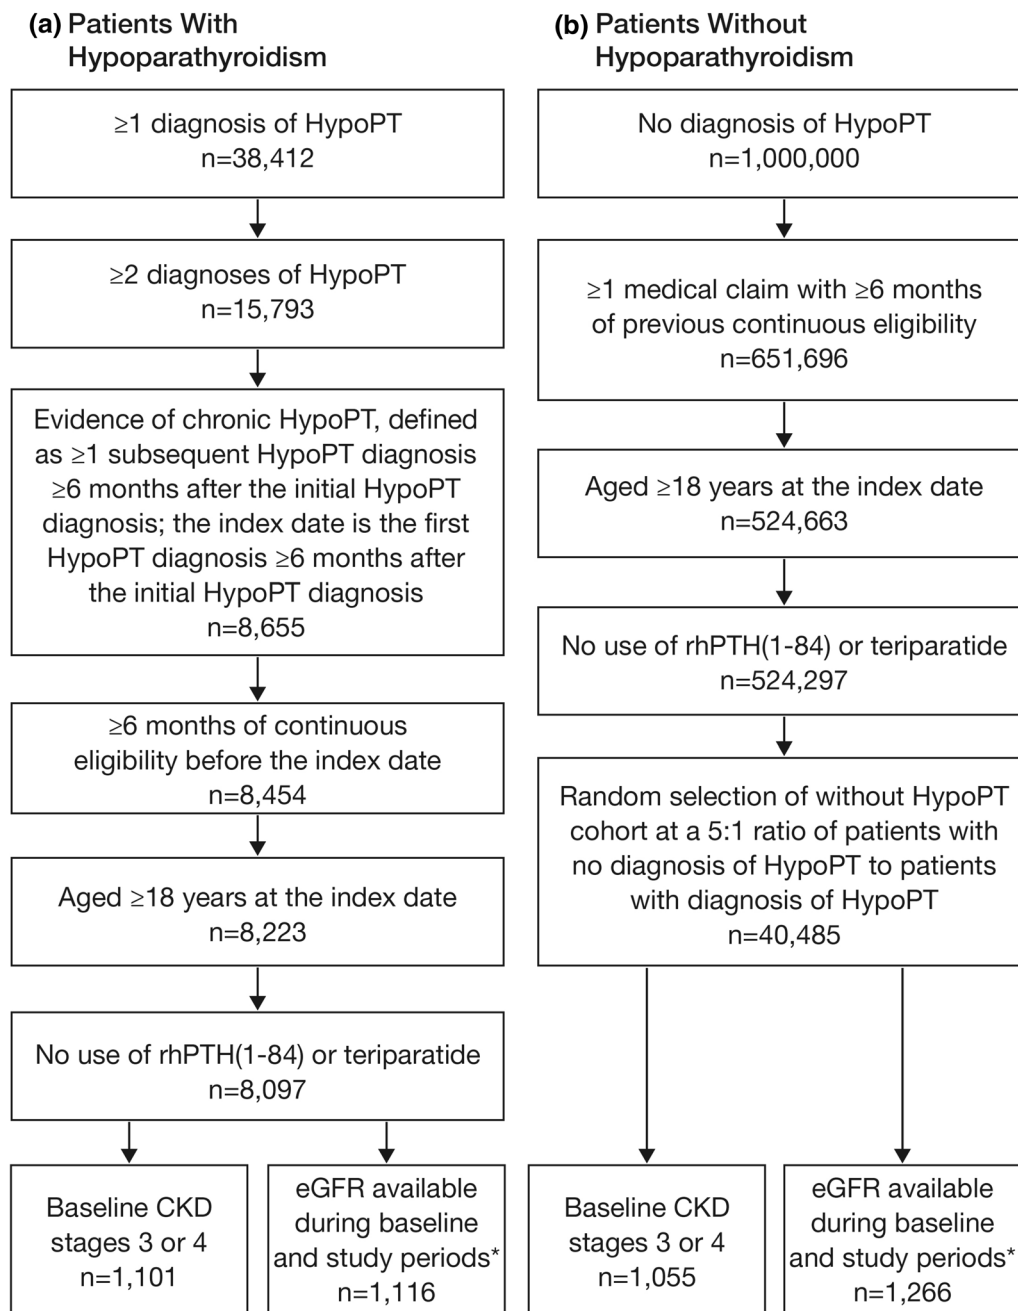 (a) Patients With
Hypoparathyroidism
≥1 diagnosis of HypoPT
n=38,412
≥2 diagnoses of HypoPT
n=15,793
Evidence of chronic HypoPT, defined
as ≥1 subsequent HypoPT diagnosis
≥6 months after the initial HypoPT
diagnosis; the index date is the first
HypoPT diagnosis ≥6 months after
the initial HypoPT diagnosis
n=8,655
≥6 months of continuous
eligibility before the index date
n=8,454
Aged ≥18 years at the index date
n=8,223
No use of rhPTH(1-84) or teriparatide
n=8,097
Baseline CKD
stages 3 or 4
n=1,101
eGFR available
during baseline
and study periods*
n=1,116
(b) Patients Without
Hypoparathyroidism
No diagnosis of HypoPT
n=1,000,000
≥1 medical claim with ≥6 months
of previous continuous eligibility
n=651,696
Aged ≥18 years at the index date
n=524,663
No use of rhPTH(1-84) or teriparatide
n=524,297
Random selection of without HypoPT
cohort at a 5:1 ratio of patients with
no diagnosis of HypoPT to patients
with diagnosis of HypoPT
n=40,485
Baseline CKD
stages 3 or 4
n=1,055
eGFR available
during baseline
and study periods*
n=1,266